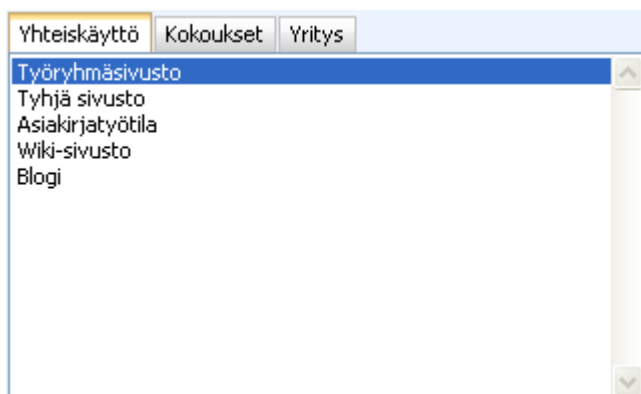 Yhteiskäyttö Kokoukset Yritys
Työryhmäsivusto
Tyhjä sivusto
Asiakirjatyötila
Wiki-sivusto
Blogi